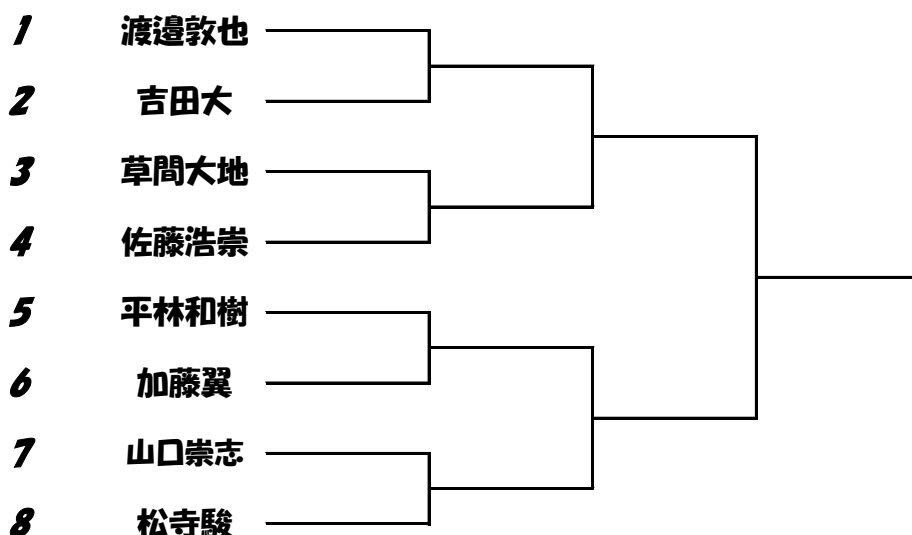 1 渡邉敦也
2 吉田大
3 草間大地
4 佐藤浩崇
5 平林和樹
6 加藤翼
7 山口崇志
8 松寺駿